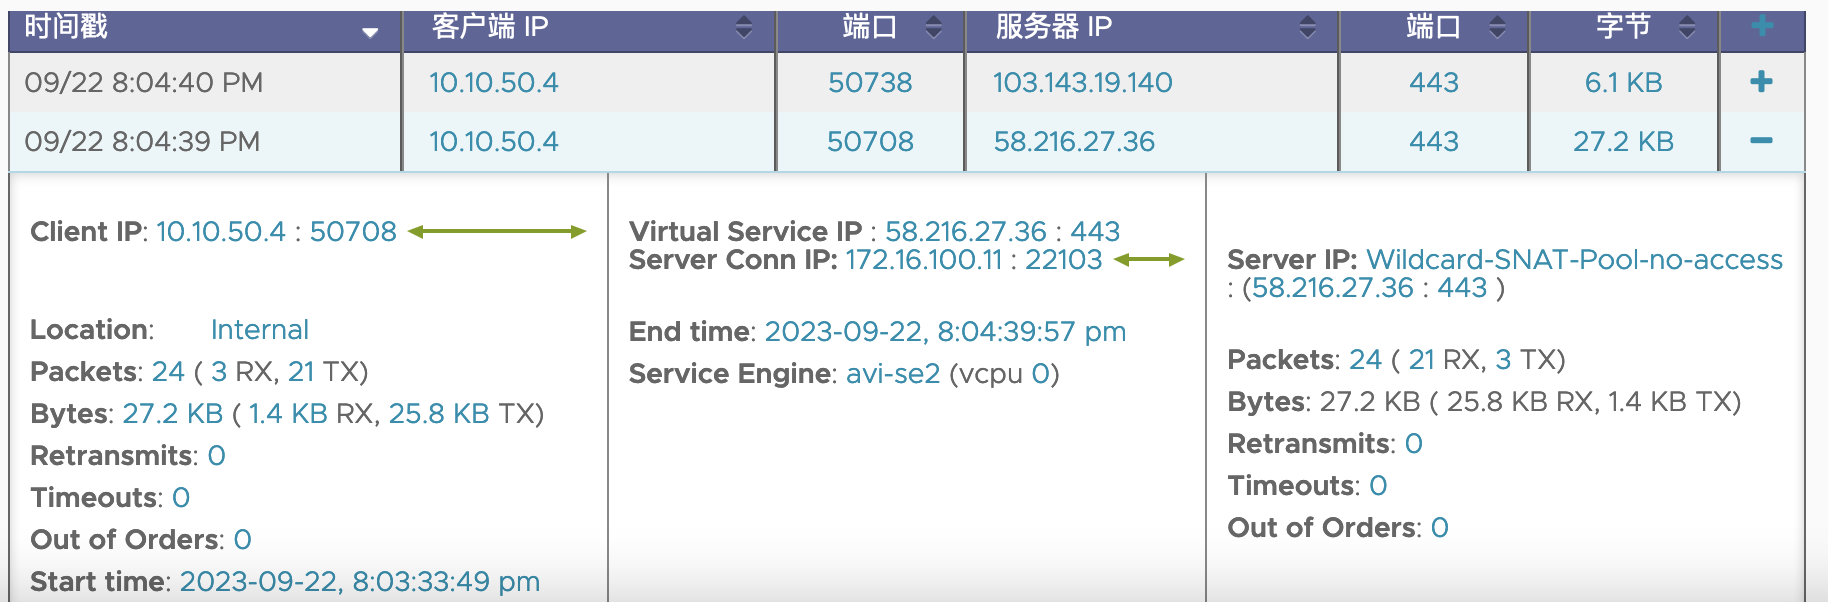 时间戳 客户端 IP 端口 服务器 IP 端口 字节
09/22 8:04:40 PM 10.10.50.4 50738 103.143.19.140 443 6.1 KB
09/22 8:04:39 PM 10.10.50.4 50708 58.216.27.36 443 27.2 KB
Client IP: 10.10.50.4 : 50708
Location: Internal
Packets: 24 ( 3 RX, 21 TX)
Bytes: 27.2 KB ( 1.4 KB RX, 25.8 KB TX)
Retransmits: 0
Timeouts: 0
Out of Orders: 0
Start time: 2023-09-22, 8:03:33:49 pm
Virtual Service IP : 58.216.27.36 : 443
Server Conn IP: 172.16.100.11 : 22103
End time: 2023-09-22, 8:04:39:57 pm
Service Engine: avi-se2 (vcpu 0)
Server IP: Wildcard-SNAT-Pool-no-access
: (58.216.27.36 : 443 )
Packets: 24 ( 21 RX, 3 TX)
Bytes: 27.2 KB ( 25.8 KB RX, 1.4 KB TX)
Retransmits: 0
Timeouts: 0
Out of Orders: 0